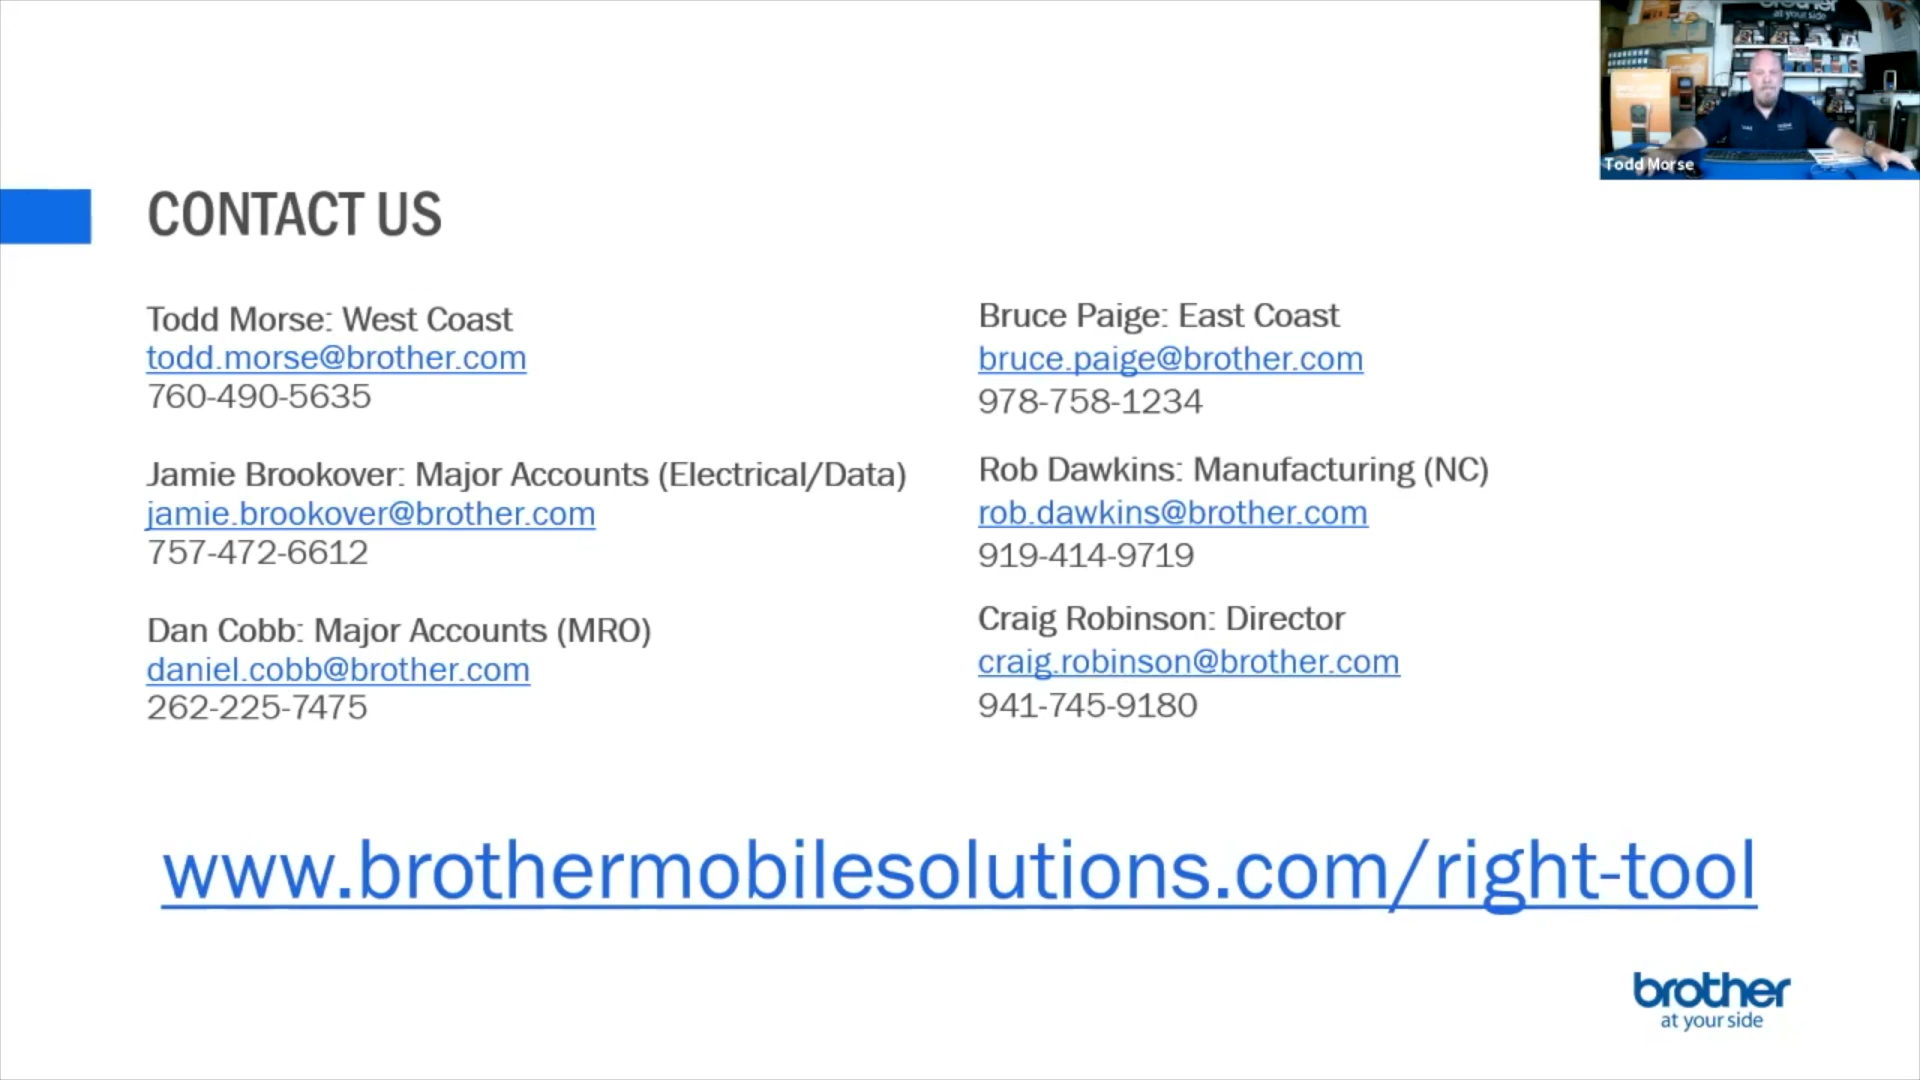 brother
at your side
Todd Morse
CONTACT US
Todd Morse: West Coast
todd.morse@brother.com
760-490-5635
Jamie Brookover: Major Accounts (Electrical/Data)
jamie.brookover@brother.com
757-472-6612
Dan Cobb: Major Accounts (MRO)
daniel.cobb@brother.com
262-225-7475
Bruce Paige: East Coast
bruce.paige@brother.com
978-758-1234
Rob Dawkins: Manufacturing (NC)
rob.dawkins@brother.com
919-414-9719
Craig Robinson: Director
craig.robinson@brother.com
941-745-9180
www.brothermobilesolutions.com/right-tool
brother
at your side